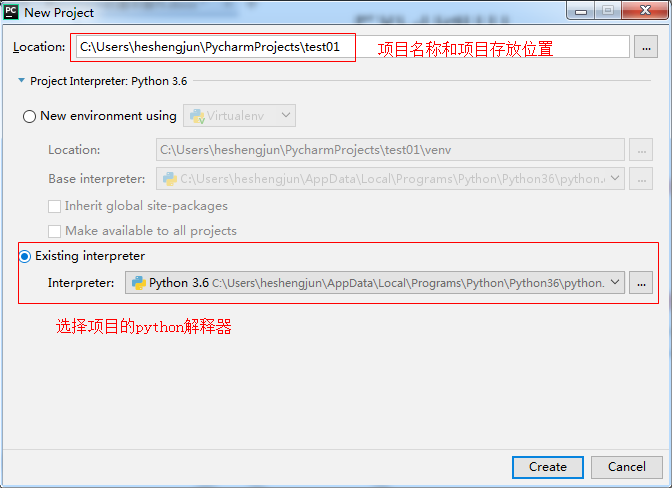 PC New Project
Location: C:\Users\heshengjun\PycharmProjects\test01 项目名称和项目存放位置 ...
Project Interpreter: Python 3.6
New environment using Virtualenv
Location: C:\Users\heshengjun\PycharmProjects\test01\venv ...
Base interpreter: C:\Users\heshengjun\AppData\Local\Programs\Python\Python36\python. ...
Inherit global site-packages
Make available to all projects
Existing interpreter
Interpreter: Python 3.6 C:\Users\heshengjun\AppData\Local\Programs\Python\Python36\python. ...
选择项目的python解释器
Create Cancel